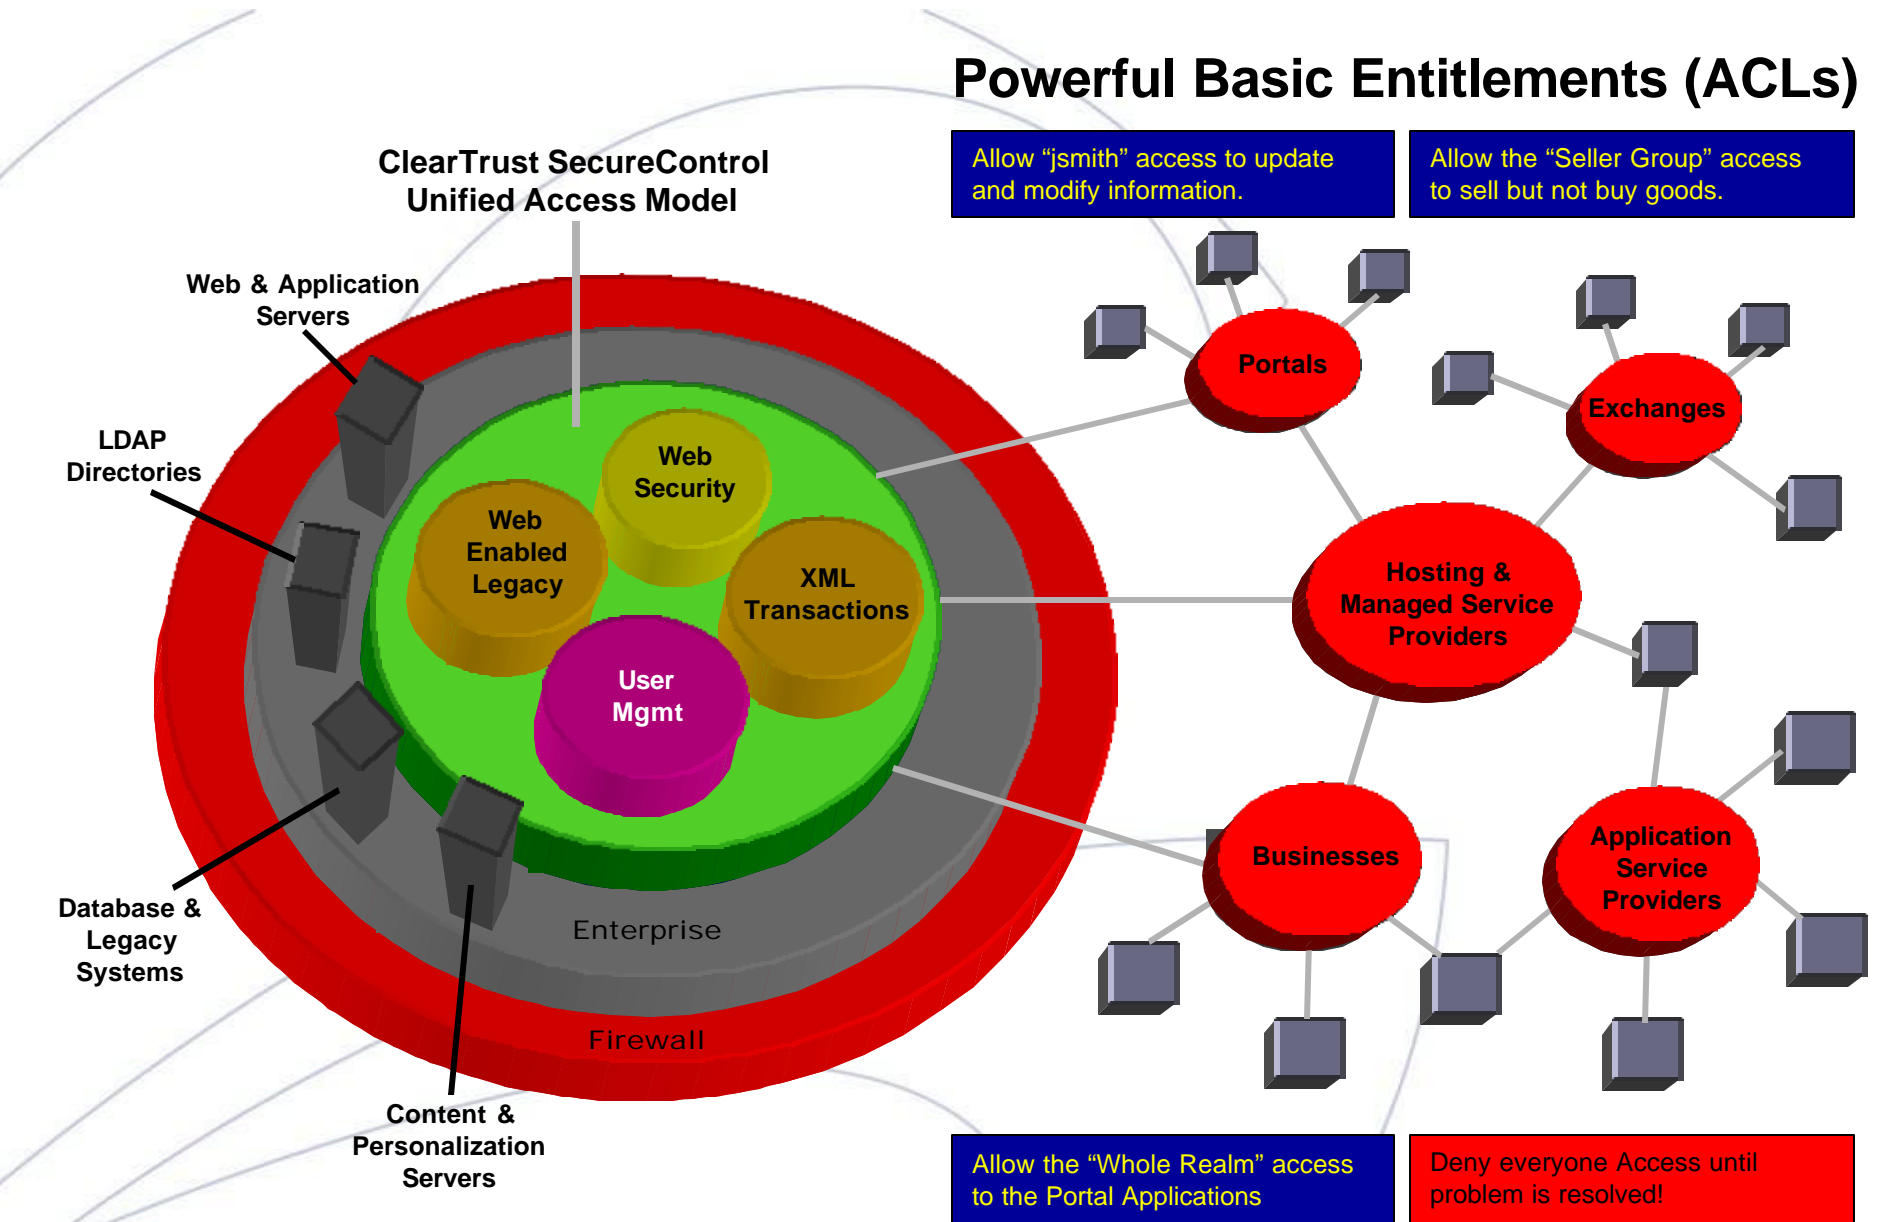 Powerful Basic Entitlements (ACLs)
Allow “jsmith” access to update
and modify information.
Allow the “Seller Group” access
to sell but not buy goods.
ClearTrust SecureControl
Unified Access Model
Web & Application
Servers
LDAP
Directories
Web
Security
Web
Enabled
Legacy
XML
Transactions
User
Mgmt
Portals
Exchanges
Hosting &
Managed Service
Providers
Businesses
Application
Service
Providers
Database &
Legacy
Systems
Enterprise
Firewall
Content &
Personalization
Servers
Allow the “Whole Realm” access
to the Portal Applications
Deny everyone Access until
problem is resolved!